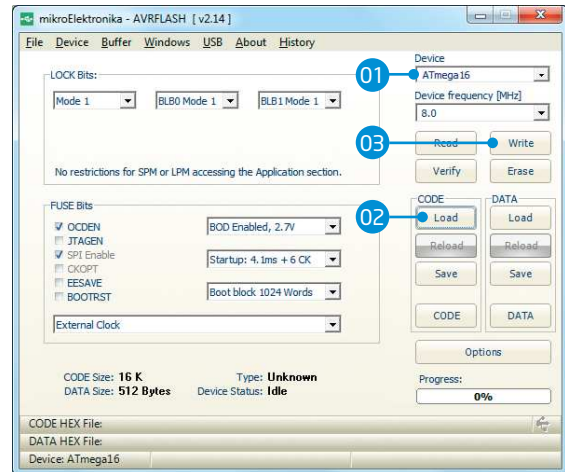 mikroElektronika - AVRFLASH [ v2.14 ]
File Device Buffer Windows USB About History
LOCK Bits:
Mode 1
BLB0 Mode 1
BLB1 Mode 1
No restrictions for SPM or LPM accessing the Application section.
FUSE Bits
OCDEN
JTAGEN
SPI Enable
CKOPT
EESAVE
BOOTRST
BOD Enabled, 2.7V
Startup: 4.1ms + 6 CK
Boot block 1024 Words
External Clock
CODE Size: 16 K
Type: Unknown
DATA Size: 512 Bytes
Device Status: Idle
01
Device
ATmega16
Device frequency [MHz]
8.0
03
Read
Write
Verify
Erase
02
CODE
DATA
Load
Load
Reload
Reload
Save
Save
CODE
DATA
Options
Progress:
0%
CODE HEX File:
DATA HEX File:
Device: ATmega16